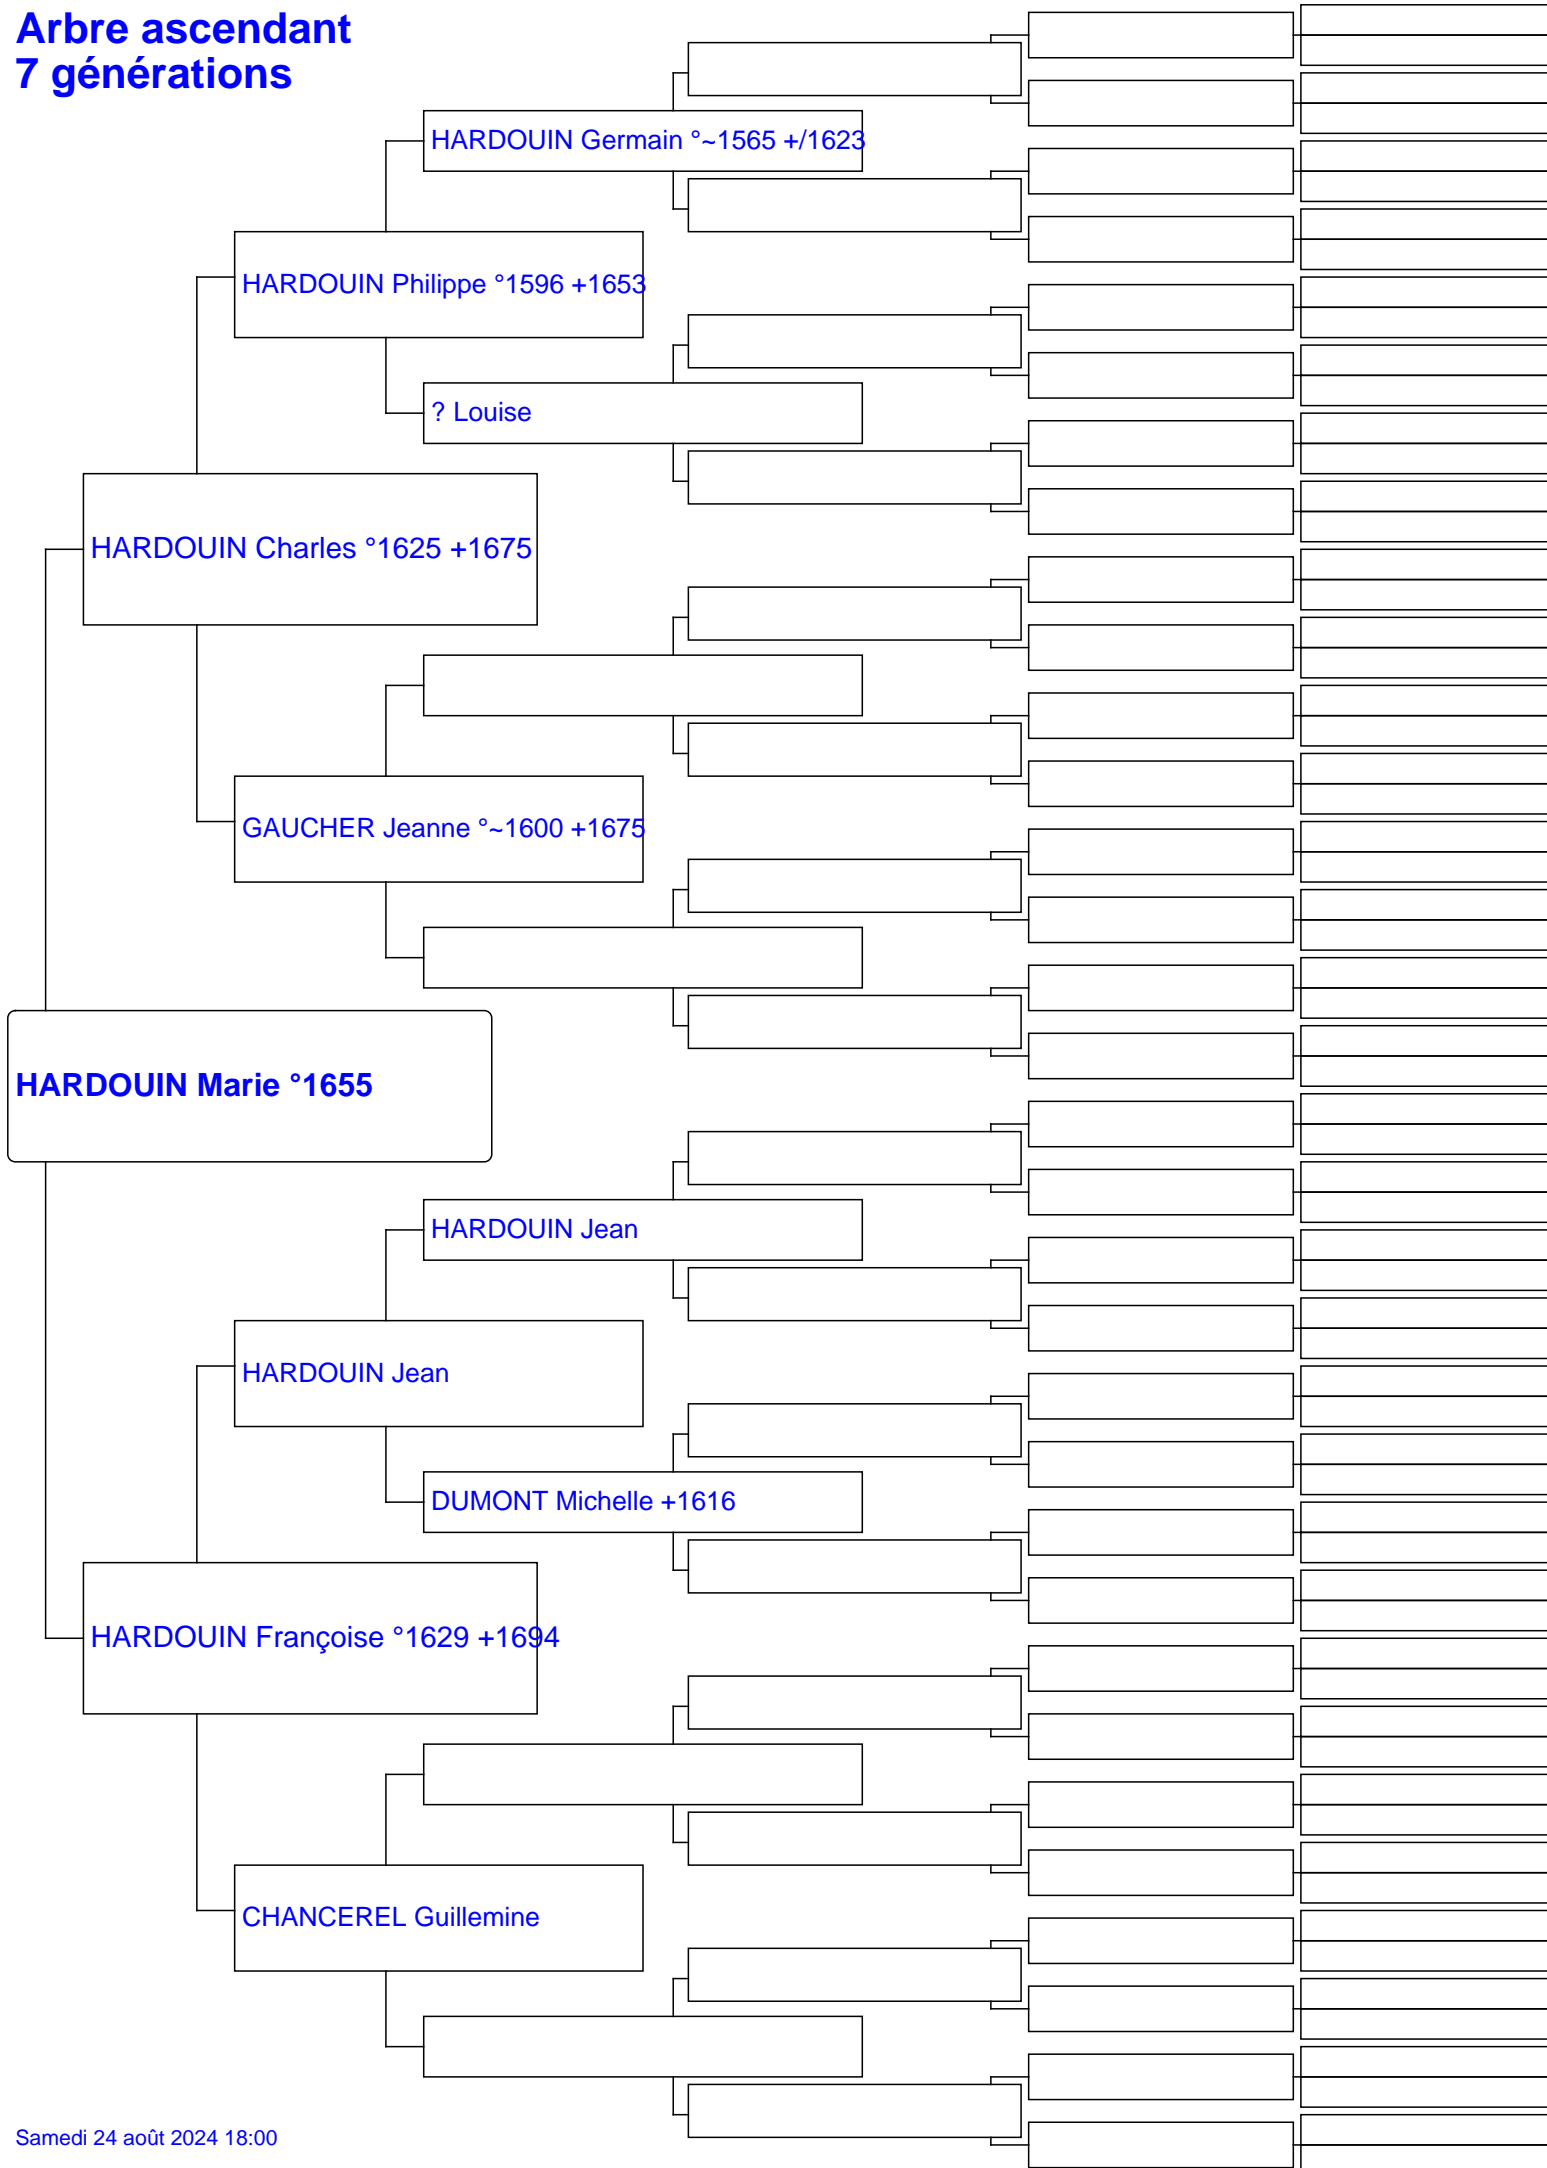 Arbre ascendant
7 générations
HARDOUIN Germain °~1565 +/1623
HARDOUIN Philippe °1596 +1653
? Louise
HARDOUIN Charles °1625 +1675
GAUCHER Jeanne °~1600 +1675
HARDOUIN Marie °1655
HARDOUIN Jean
HARDOUIN Jean
DUMONT Michelle +1616
HARDOUIN Françoise °1629 +1694
CHANCEREL Guillemine
Samedi 24 août 2024 18:00